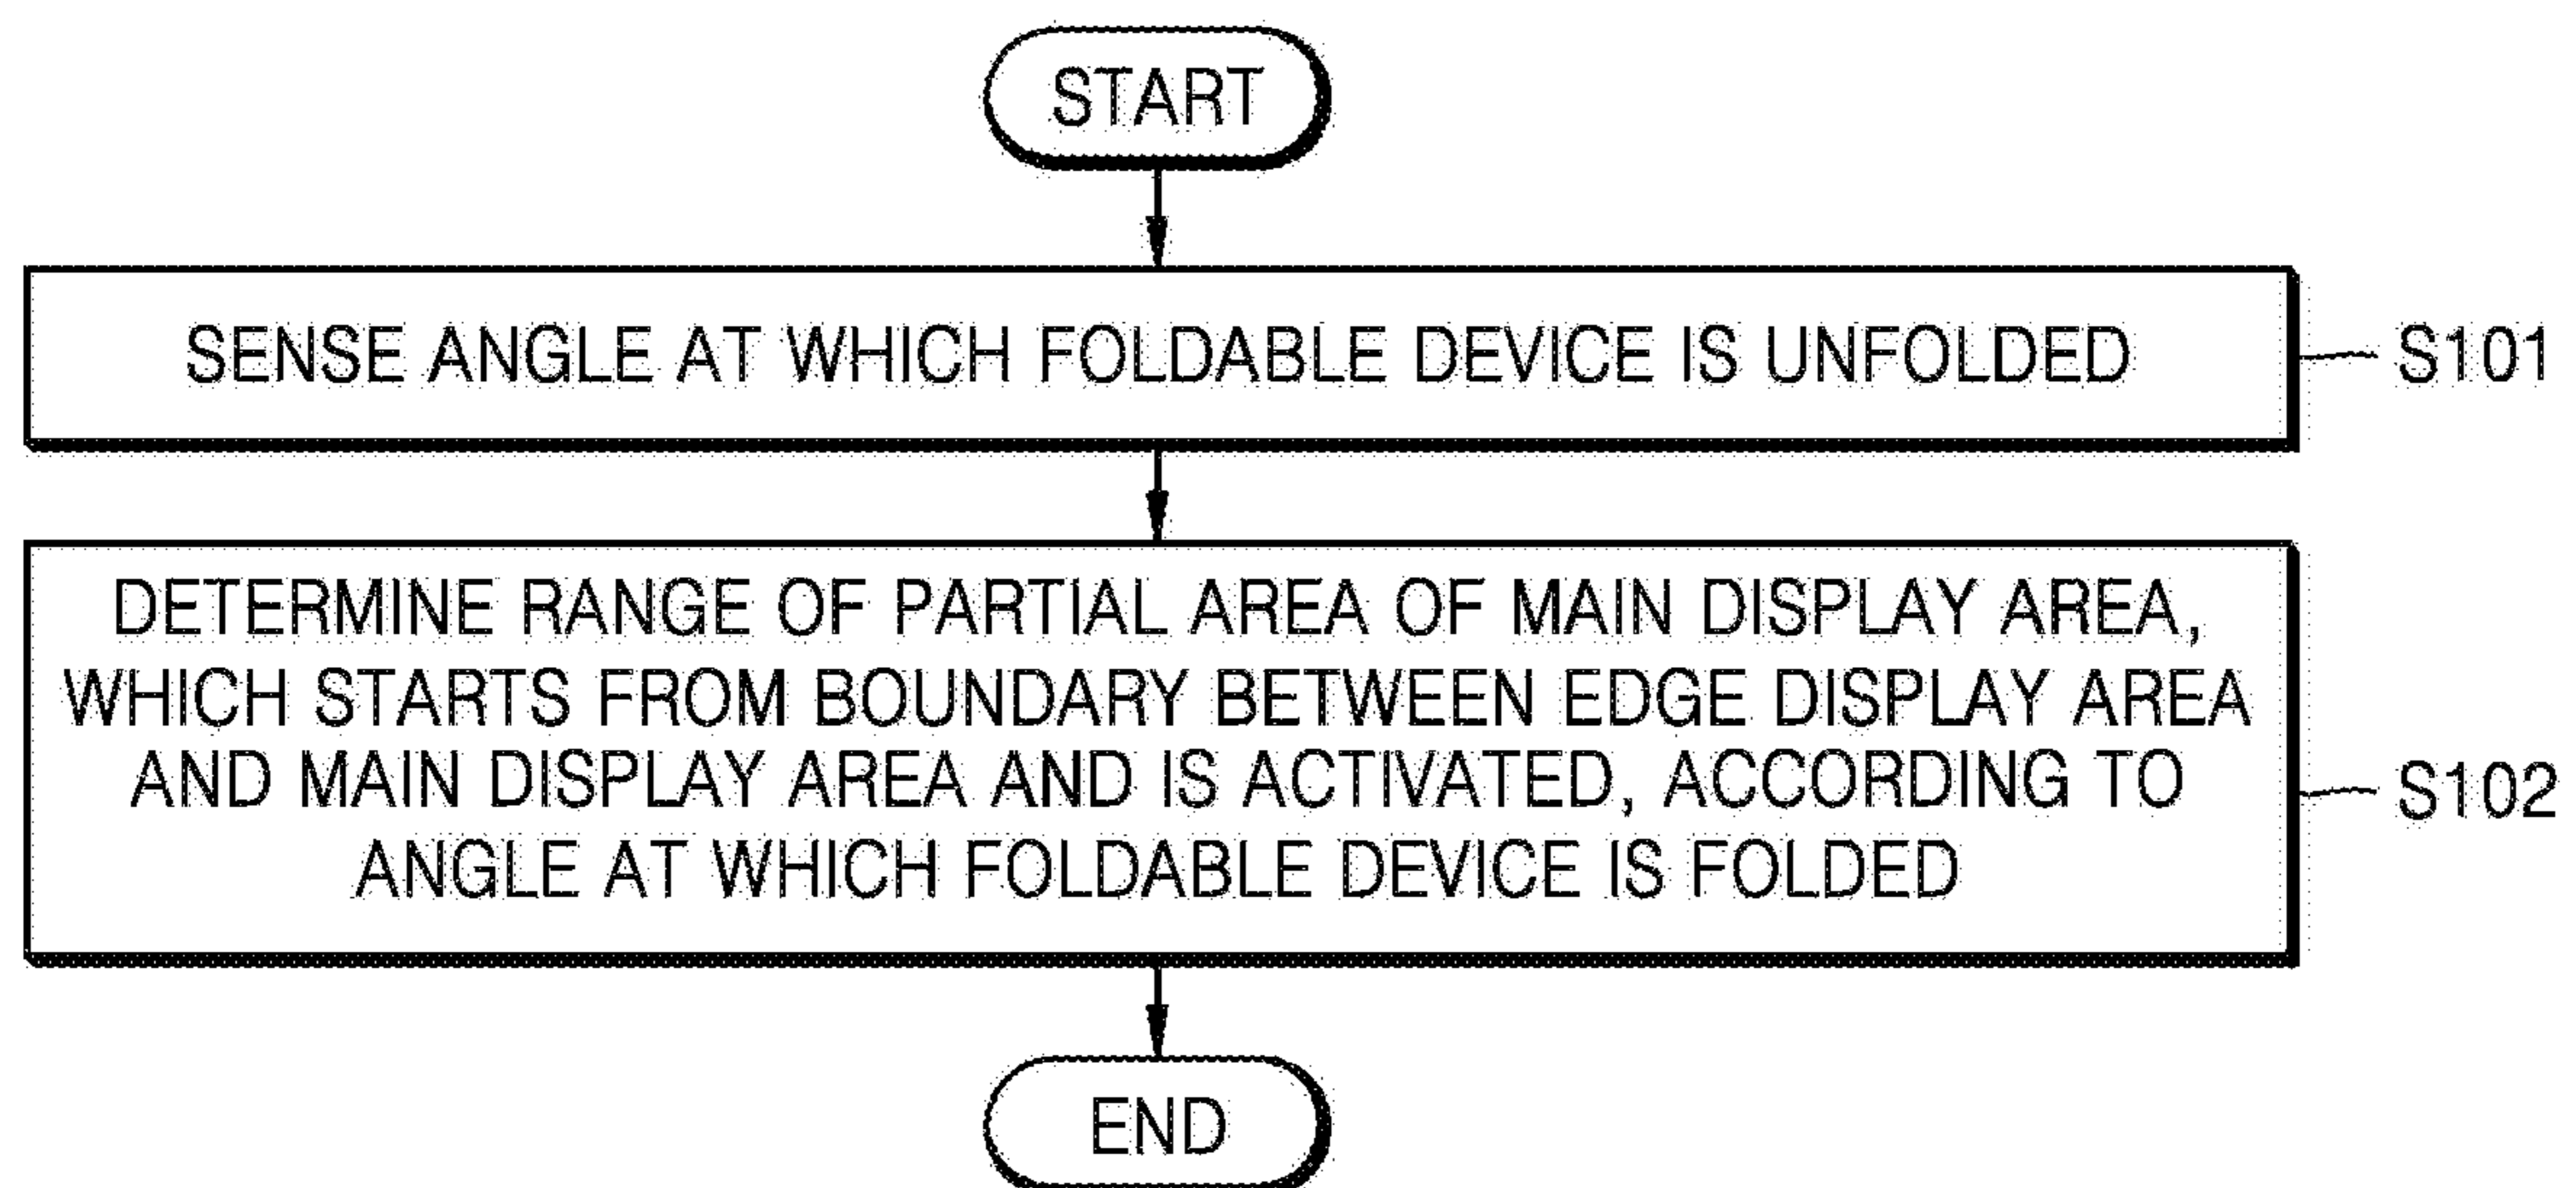 START
SENSE ANGLE AT WHICH FOLDABLE DEVICE IS UNFOLDED
S101
DETERMINE RANGE OF PARTIAL AREA OF MAIN DISPLAY AREA,
WHICH STARTS FROM BOUNDARY BETWEEN EDGE DISPLAY AREA
AND MAIN DISPLAY AREA AND IS ACTIVATED, ACCORDING TO
ANGLE AT WHICH FOLDABLE DEVICE IS FOLDED
S102
END